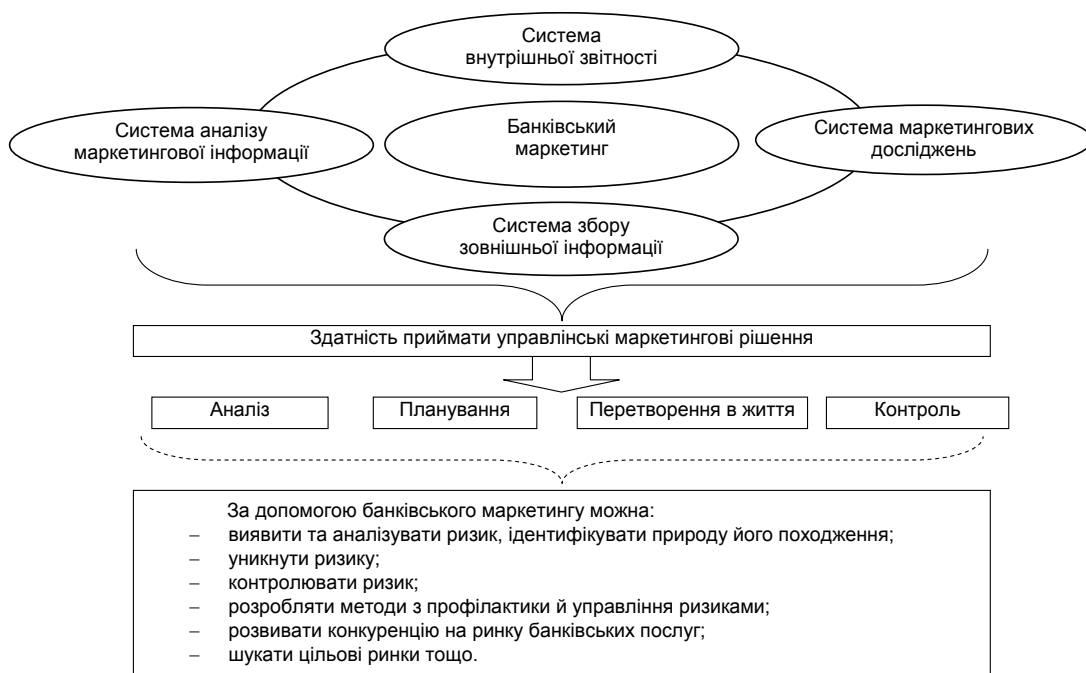 Система
внутрішньої звітності
Система аналізу
маркетингової інформації
Банківський
маркетинг
Система маркетингових
досліджень
Система збору
зовнішньої інформації
Здатність приймати управлінські маркетингові рішення
Аналіз
Планування
Перетворення в життя
Контроль
За допомогою банківського маркетингу можна:
– виявити та аналізувати ризик, ідентифікувати природу його походження;
– уникнути ризику;
– контролювати ризик;
– розробляти методи з профілактики й управління ризиками;
– розвивати конкуренцію на ринку банківських послуг;
– шукати цільові ринки тощо.